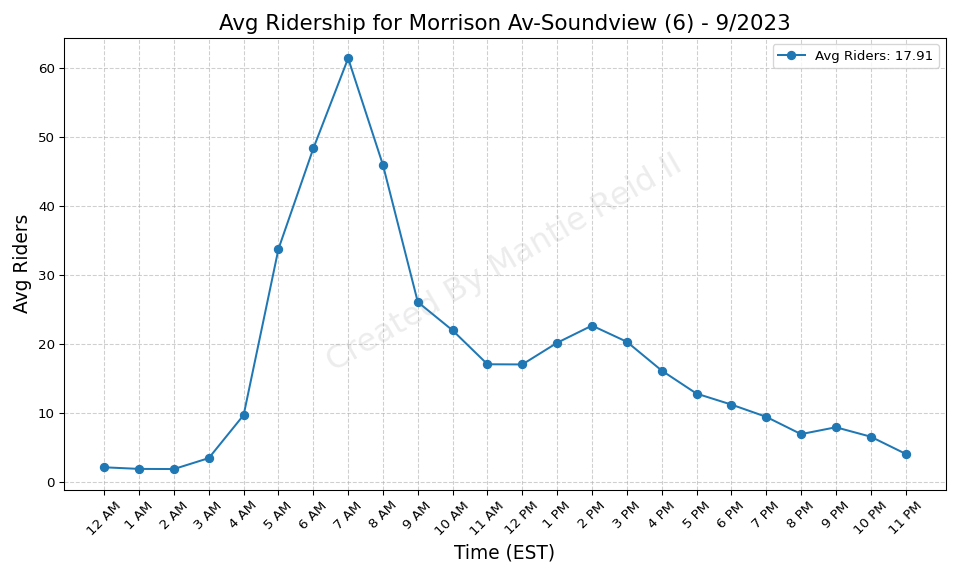 Avg Ridership for Morrison Av-Soundview (6) - 9/2023
Avg Riders: 17.91
60
50
40
30
20
10
0
Avg Riders
Created By Mantie Reid II
12 AM
1 AM
2 AM
3 AM
4 AM
5 AM
6 AM
7 AM
8 AM
9 AM
10 AM
11 AM
12 PM
1 PM
2 PM
3 PM
4 PM
5 PM
6 PM
7 PM
8 PM
9 PM
10 PM
11 PM
Time (EST)